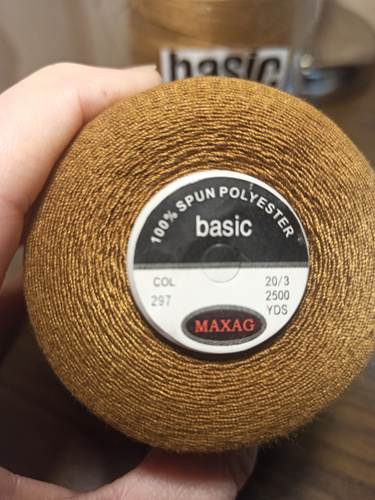 basic
100% SPUN POLYESTER
basic
COL
297
20/3
2500
YDS
MAXAG